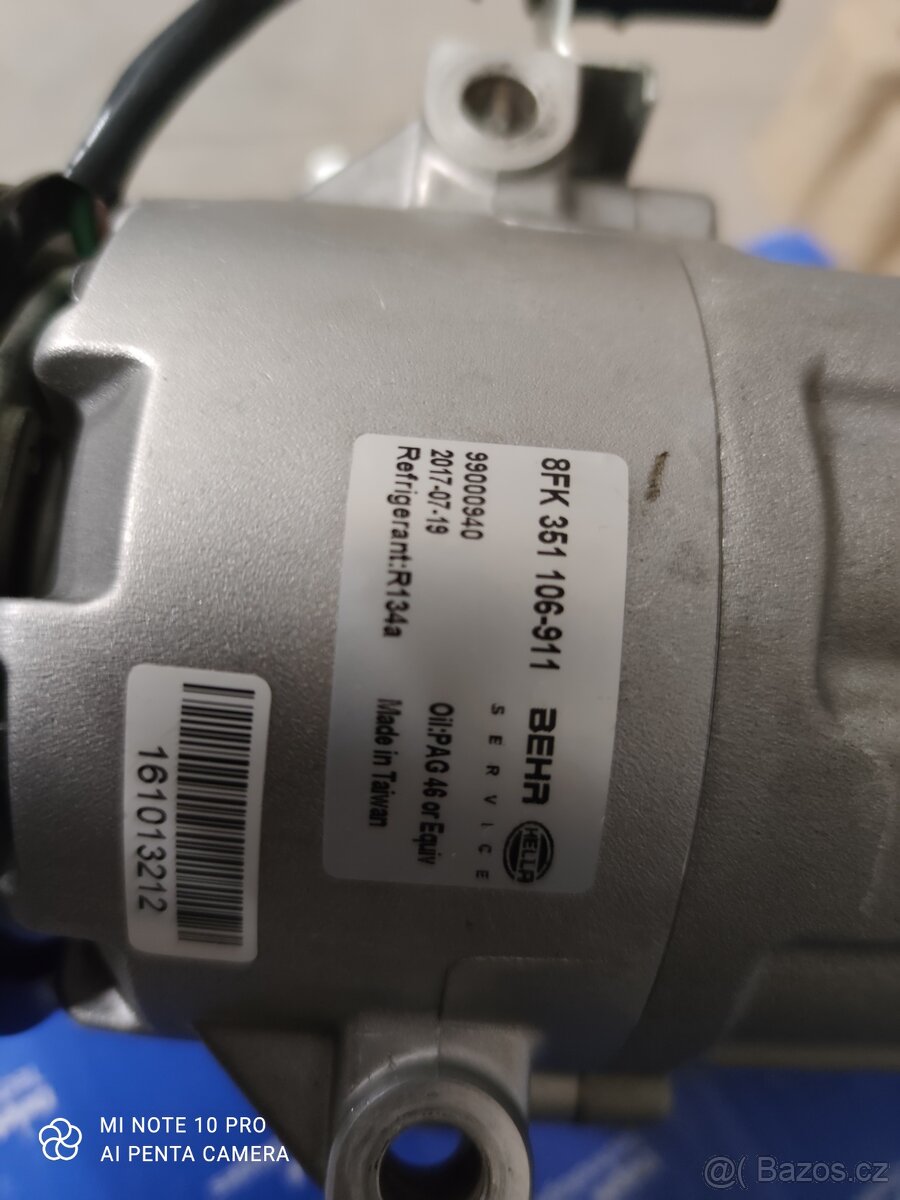 8FK 351 106-911 BEHR HELLA
SERVICE
99000940
2017-07-19 Oil:PAG 46 or Equiv
Refrigerant:R134a Made in Taiwan
161013212
MI NOTE 10 PRO
AI PENTA CAMERA
@( Bazos.cz